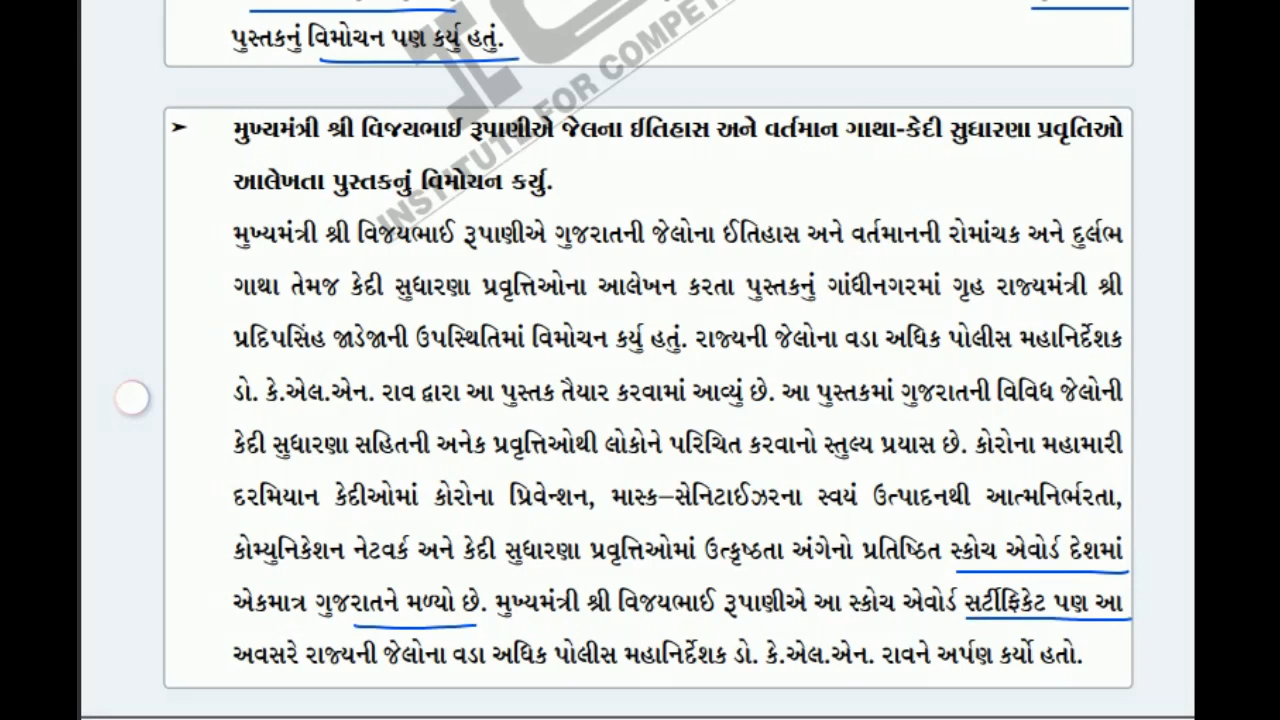 પુસ્તકનું વિમોચન પણ કર્યુ હતું.
INSTITUTE FOR COMPET
➤ મુખ્યમંત્રી શ્રી વિજયભાઈ રૂપાણીએ જેલના ઈતિહાસ અને વર્તમાન ગાથા-કેદી સુધારણા પ્રવૃતિઓ
આલેખતા પુસ્તકનું વિમોચન કર્યુ.
મુખ્યમંત્રી શ્રી વિજયભાઈ રૂપાણીએ ગુજરાતની જેલોના ઈતિહાસ અને વર્તમાનની રોમાંચક અને દુર્લભ
ગાથા તેમજ કેદી સુધારણા પ્રવૃત્તિઓના આલેખન કરતા પુસ્તકનું ગાંધીનગરમાં ગૃહ રાજ્યમંત્રી શ્રી
પ્રદિપસિંહ જાડેજાની ઉપસ્થિતિમાં વિમોચન કર્યુ હતું. રાજ્યની જેલોના વડા અધિક પોલીસ મહાનિર્દેશક
ડો. કે.એલ.એન. રાવ દ્વારા આ પુસ્તક તૈયાર કરવામાં આવ્યું છે. આ પુસ્તકમાં ગુજરાતની વિવિધ જેલોની
કેદી સુધારણા સહિતની અનેક પ્રવૃત્તિઓથી લોકોને પરિચિત કરવાનો સ્તુલ્ય પ્રયાસ છે. કોરોના મહામારી
દરમિયાન કેદીઓમાં કોરોના પ્રિવેન્શન, માસ્ક–સેનિટાઈઝરના સ્વયં ઉત્પાદનથી આત્મનિર્ભરતા,
કોમ્યુનિકેશન નેટવર્ક અને કેદી સુધારણા પ્રવૃત્તિઓમાં ઉત્કૃષ્ઠતા અંગેનો પ્રતિષ્ઠિત સ્કોચ એવોર્ડ દેશમાં
એકમાત્ર ગુજરાતને મળ્યો છે. મુખ્યમંત્રી શ્રી વિજયભાઈ રૂપાણીએ આ સ્કોચ એવોર્ડ સર્ટીફિકેટ પણ આ
અવસરે રાજ્યની જેલોના વડા અધિક પોલીસ મહાનિર્દેશક ડો. કે.એલ.એન. રાવને અર્પણ કર્યો હતો.